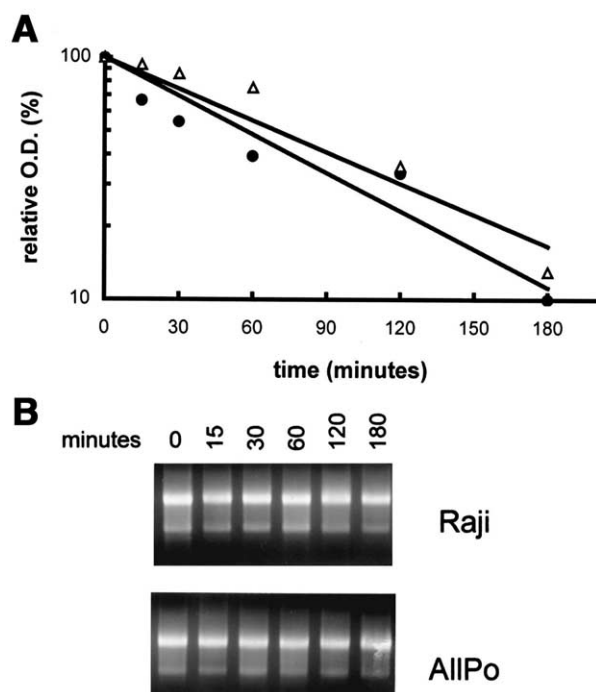 A
relative O.D. (%)
100
10
0 30 60 90 120 150 180
time (minutes)
B
minutes 0 15 30 60 120 180
Raji
AllPo